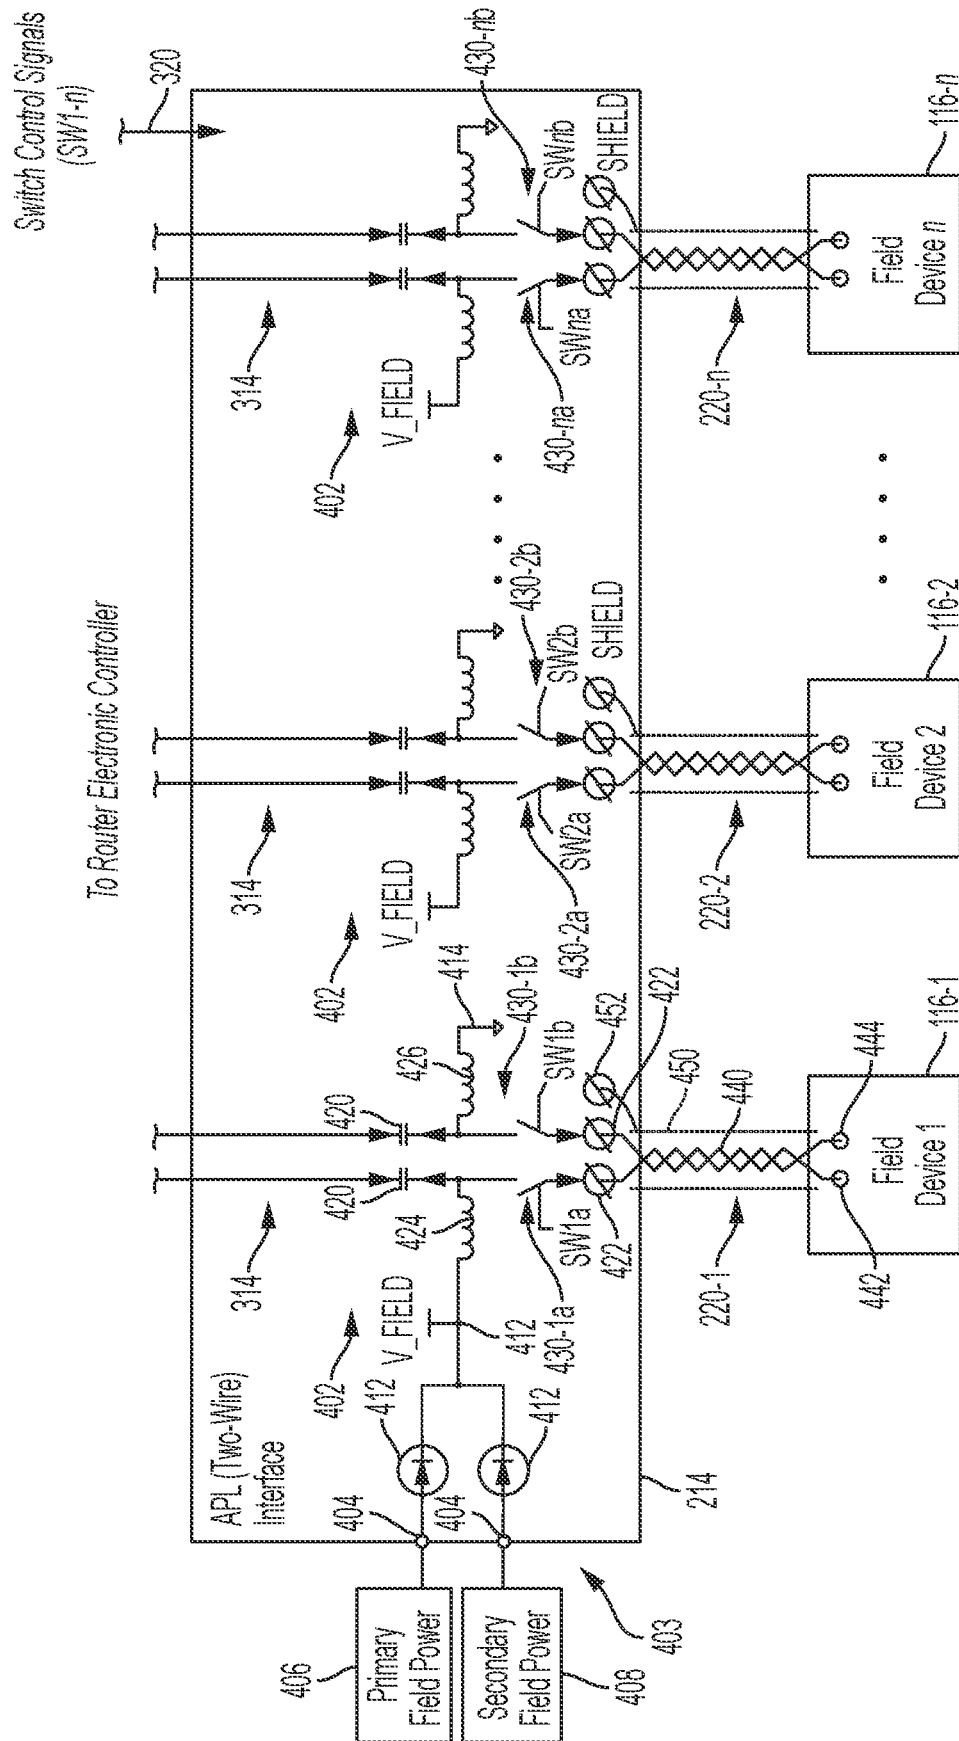 Switch Control Signals
(SW1-n)
320
To Router Electronic Controller
314
314
314
402
402
402
V_FIELD
V_FIELD
V_FIELD
APL (Two-Wire)
Interface
412
412
412
404
404
406
Primary
Field Power
Secondary
Field Power
408
403
214
420
420
424
426
414
430-1a
430-1b
SW1a
SW1b
422
422
452
450
440
220-1
442
444
Field
Device 1
116-1
430-2a
430-2b
SW2a
SW2b
SHIELD
220-2
Field
Device 2
116-2
430-na
430-nb
SWna
SWnb
SHIELD
220-n
Field
Device n
116-n